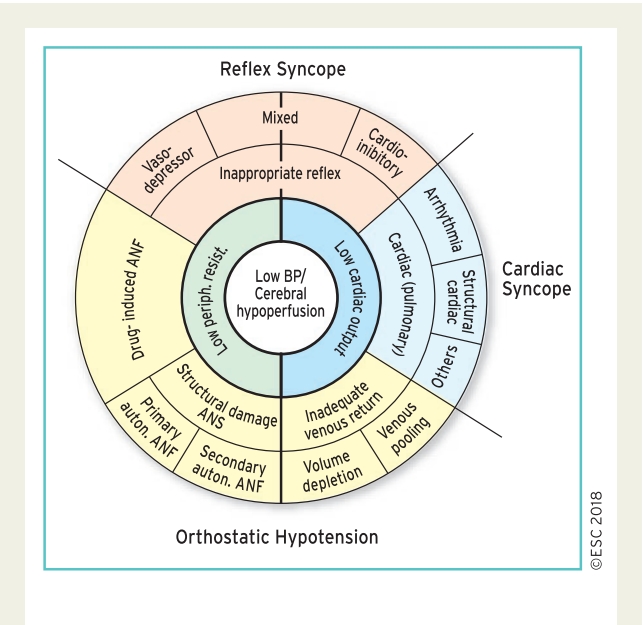 Reflex Syncope
Mixed
Vaso-
depressor
Cardio-
inibitory
Inappropriate reflex
Drug- induced ANF
Low periph. resist.
Low BP/
Cerebral
hypoperfusion
Low cardiac output
Cardiac (pulmonary)
Arrhythmia
Structural
cardiac
Others
Cardiac
Syncope
Structural damage
ANS
Primary
auton. ANF
Secondary
auton. ANF
Inadequate
venous return
Volume
depletion
Venous
pooling
Orthostatic Hypotension
©ESC 2018